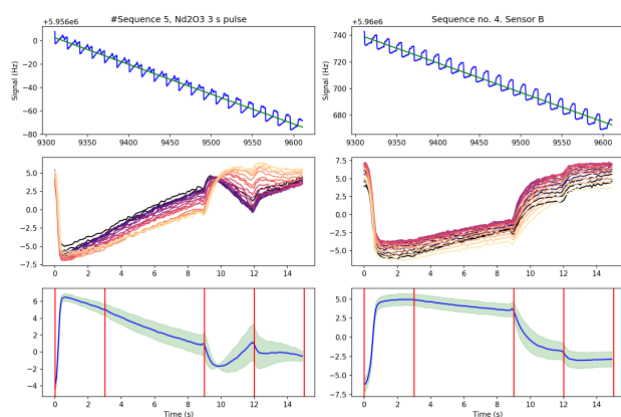 #Sequence 5, Nd2O3 3 s pulse
+5.956e6
0
−20
−40
−60
−80
Signal (Hz)
9300 9350 9400 9450 9500 9550 9600
Sequence no. 4. Sensor B
+5.96e6
740
720
700
680
Signal (Hz)
9300 9350 9400 9450 9500 9550 9600
5.0
2.5
0.0
−2.5
−5.0
−7.5
0 2 4 6 8 10 12 14
7.5
5.0
2.5
0.0
−2.5
−5.0
0 2 4 6 8 10 12 14
6
4
2
0
−2
−4
0 2 4 6 8 10 12 14
Time (s)
5.0
2.5
0.0
−2.5
−5.0
−7.5
0 2 4 6 8 10 12 14
Time (s)